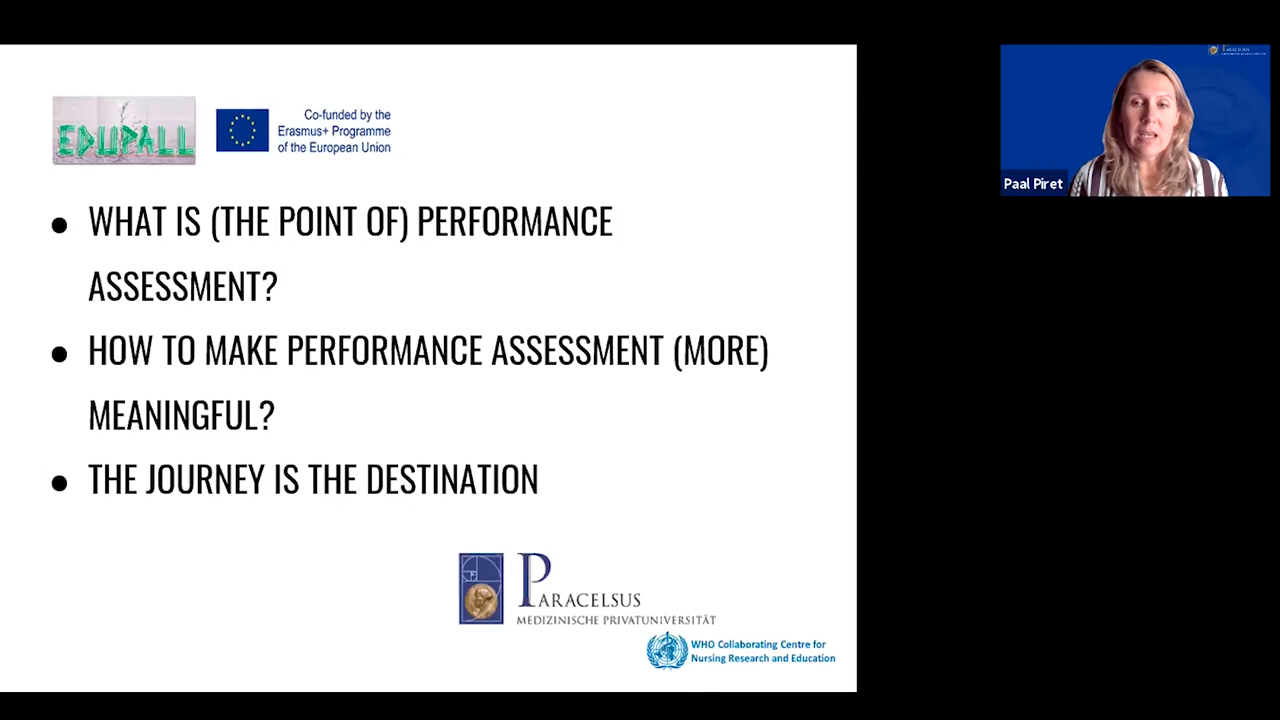 EDUPALL
Co-funded by the
Erasmus+ Programme
of the European Union
● WHAT IS (THE POINT OF) PERFORMANCE
ASSESSMENT?
● HOW TO MAKE PERFORMANCE ASSESSMENT (MORE)
MEANINGFUL?
● THE JOURNEY IS THE DESTINATION
PARACELSUS
MEDIZINISCHE PRIVATUNIVERSITÄT
WHO Collaborating Centre for
Nursing Research and Education
PARACELSUS
Paal Piret